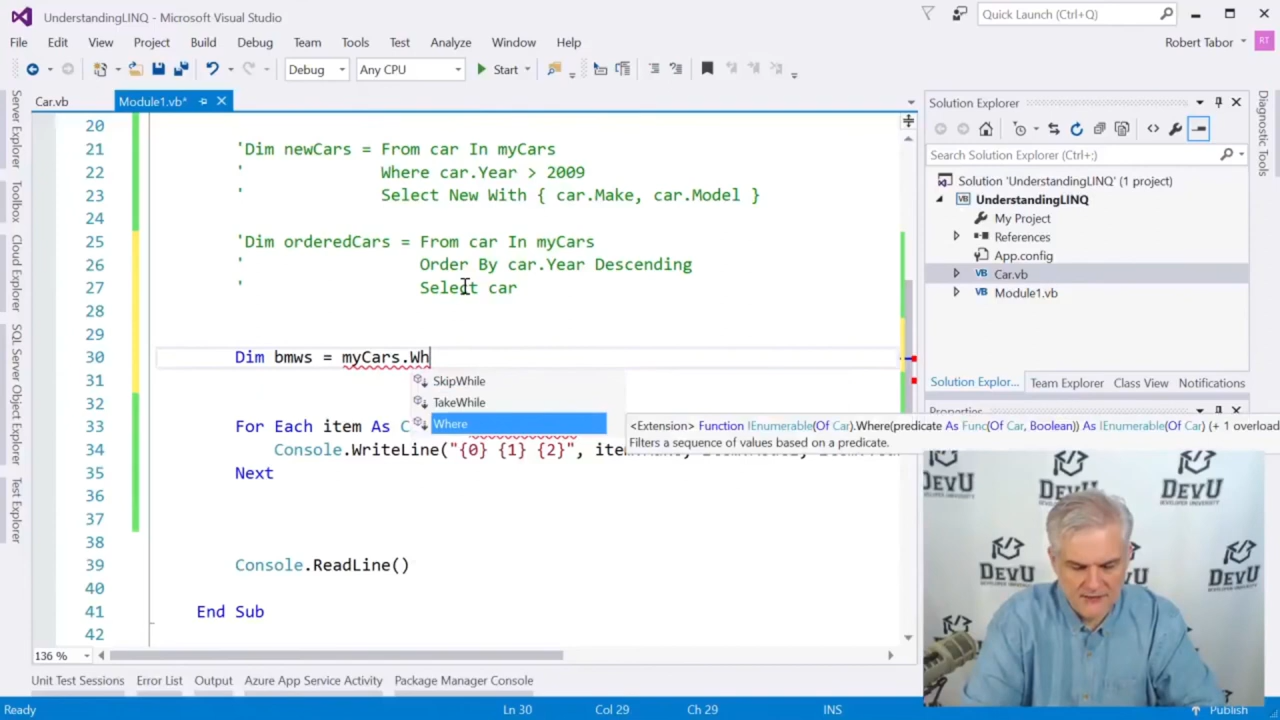 UnderstandingLINQ - Microsoft Visual Studio
Quick Launch (Ctrl+Q)
File Edit View Project Build Debug Team Tools Test Analyze Window Help
Robert Tabor RT
Debug Any CPU Start
Car.vb Module1.vb*
Server Explorer
Toolbox
Cloud Explorer
SQL Server Object Explorer
Test Explorer
20
21 'Dim newCars = From car In myCars
22 ' Where car.Year > 2009
23 ' Select New With { car.Make, car.Model }
24
25 'Dim orderedCars = From car In myCars
26 ' Order By car.Year Descending
27 ' Select car
28
29
30 Dim bmws = myCars.Wh
31
32
33 For Each item As C
34 Console.WriteLine("{0} {1} {2}", item
35 Next
36
37
38
39 Console.ReadLine()
40
41 End Sub
42
SkipWhile
TakeWhile
Where
<Extension> Function IEnumerable(Of Car).Where(predicate As Func(Of Car, Boolean)) As IEnumerable(Of Car) (+ 1 overload
Filters a sequence of values based on a predicate.
136 %
Solution Explorer
Search Solution Explorer (Ctrl+;)
Solution 'UnderstandingLINQ' (1 project)
UnderstandingLINQ
My Project
References
App.config
VB Car.vb
VB Module1.vb
Solution Explor... Team Explorer Class View Notifications
Properties
Diagnostic Tools
DEVU DEVU DEVU
DEVELOPER UNIVERSITY
DEVU DEVU
Unit Test Sessions Error List Output Azure App Service Activity Package Manager Console
Ready Ln 30 Col 29 Ch 29 INS Publish